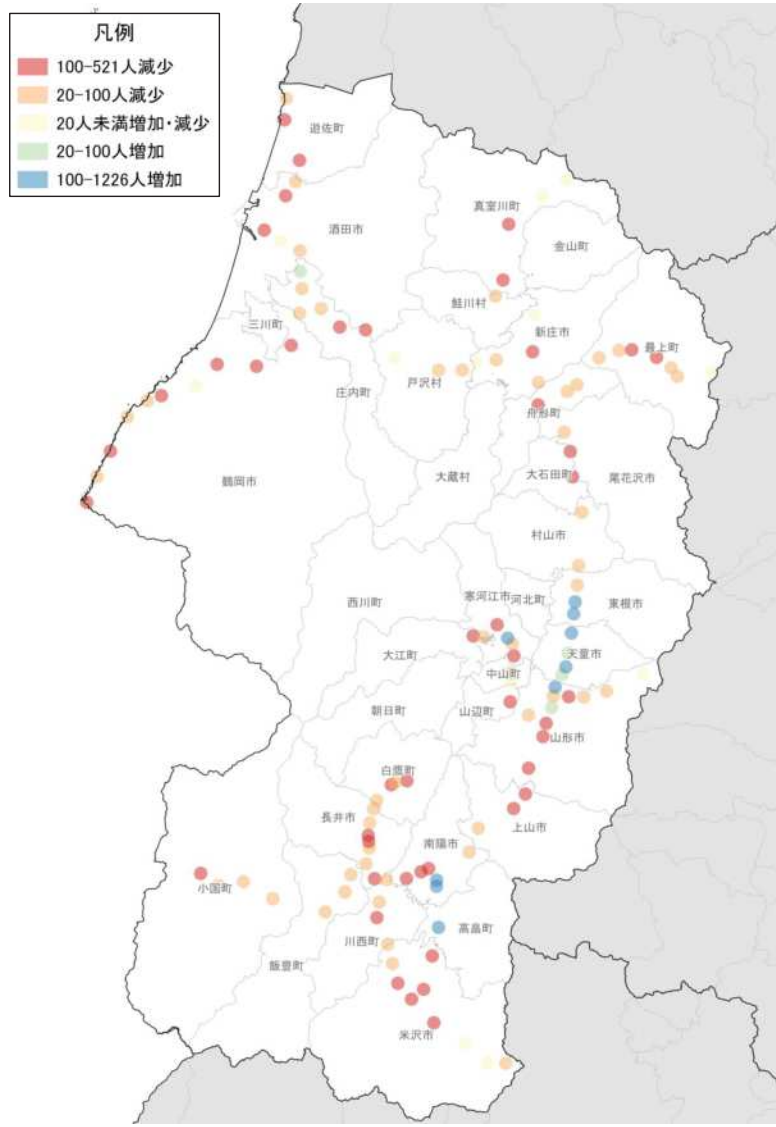 凡例
100-521人減少
20-100人減少
20人未満増加・減少
20-100人増加
100-1226人増加
遊佐町
酒田市
真室川町
金山町
鮭川村
三川町
新庄市
最上町
戸沢村
庄内町
舟形町
鶴岡市
大蔵村
大石田町
尾花沢市
村山市
西川町
寒河江市
河北町
東根市
大江町
中山町
天童市
朝日町
山辺町
山形市
白鷹町
長井市
南陽市
上山市
小国町
川西町
高畠町
飯豊町
米沢市